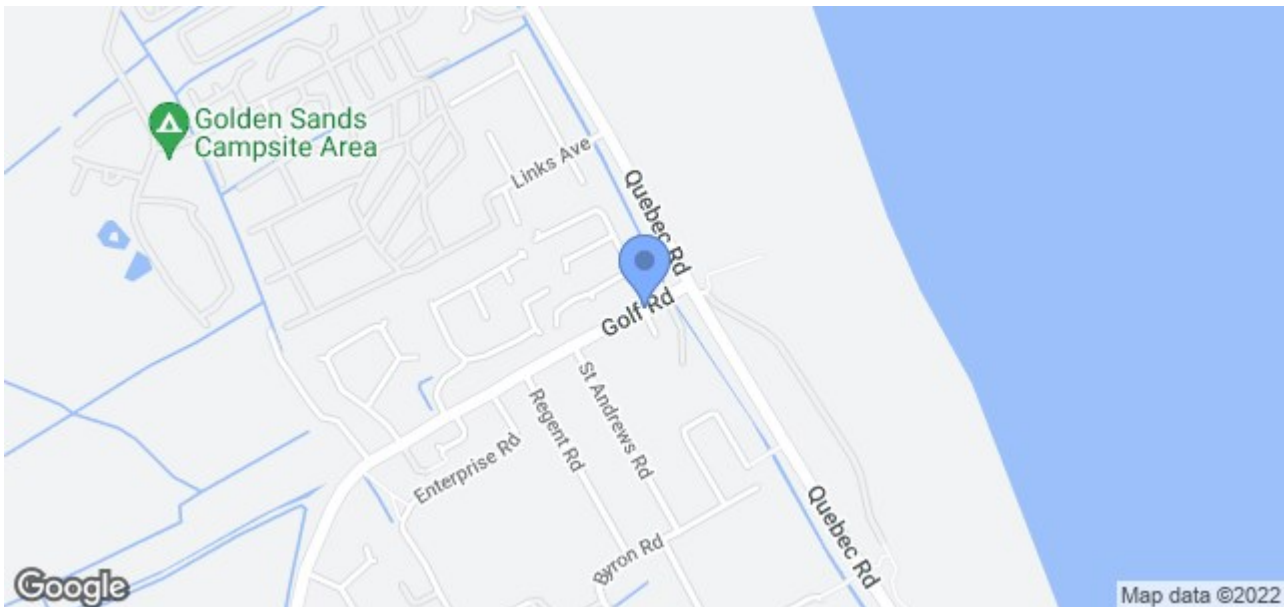 Golden Sands
Campsite Area
Links Ave
Quebec Rd
Golf Rd
St Andrews Rd
Regent Rd
Enterprise Rd
Quebec Rd
Byron Rd
Google
Map data ©2022